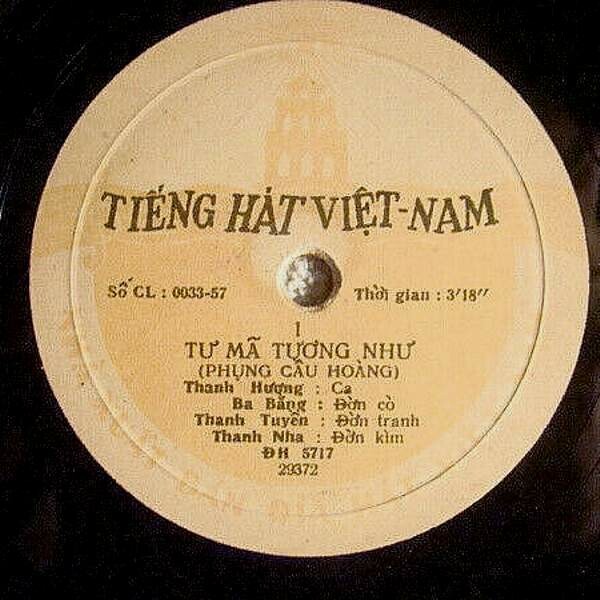 TIẾNG HÁT VIỆT-NAM
Số CL : 0033-57 Thời gian : 3'18"
1
TƯ MÃ TƯƠNG NHƯ
(PHỤNG CẦU HOÀNG)
Thanh Hương : Ca
Ba Bằng : Đờn cò
Thanh Tuyền : Đờn tranh
Thanh Nha : Đờn kìm
ĐH 5717
29372